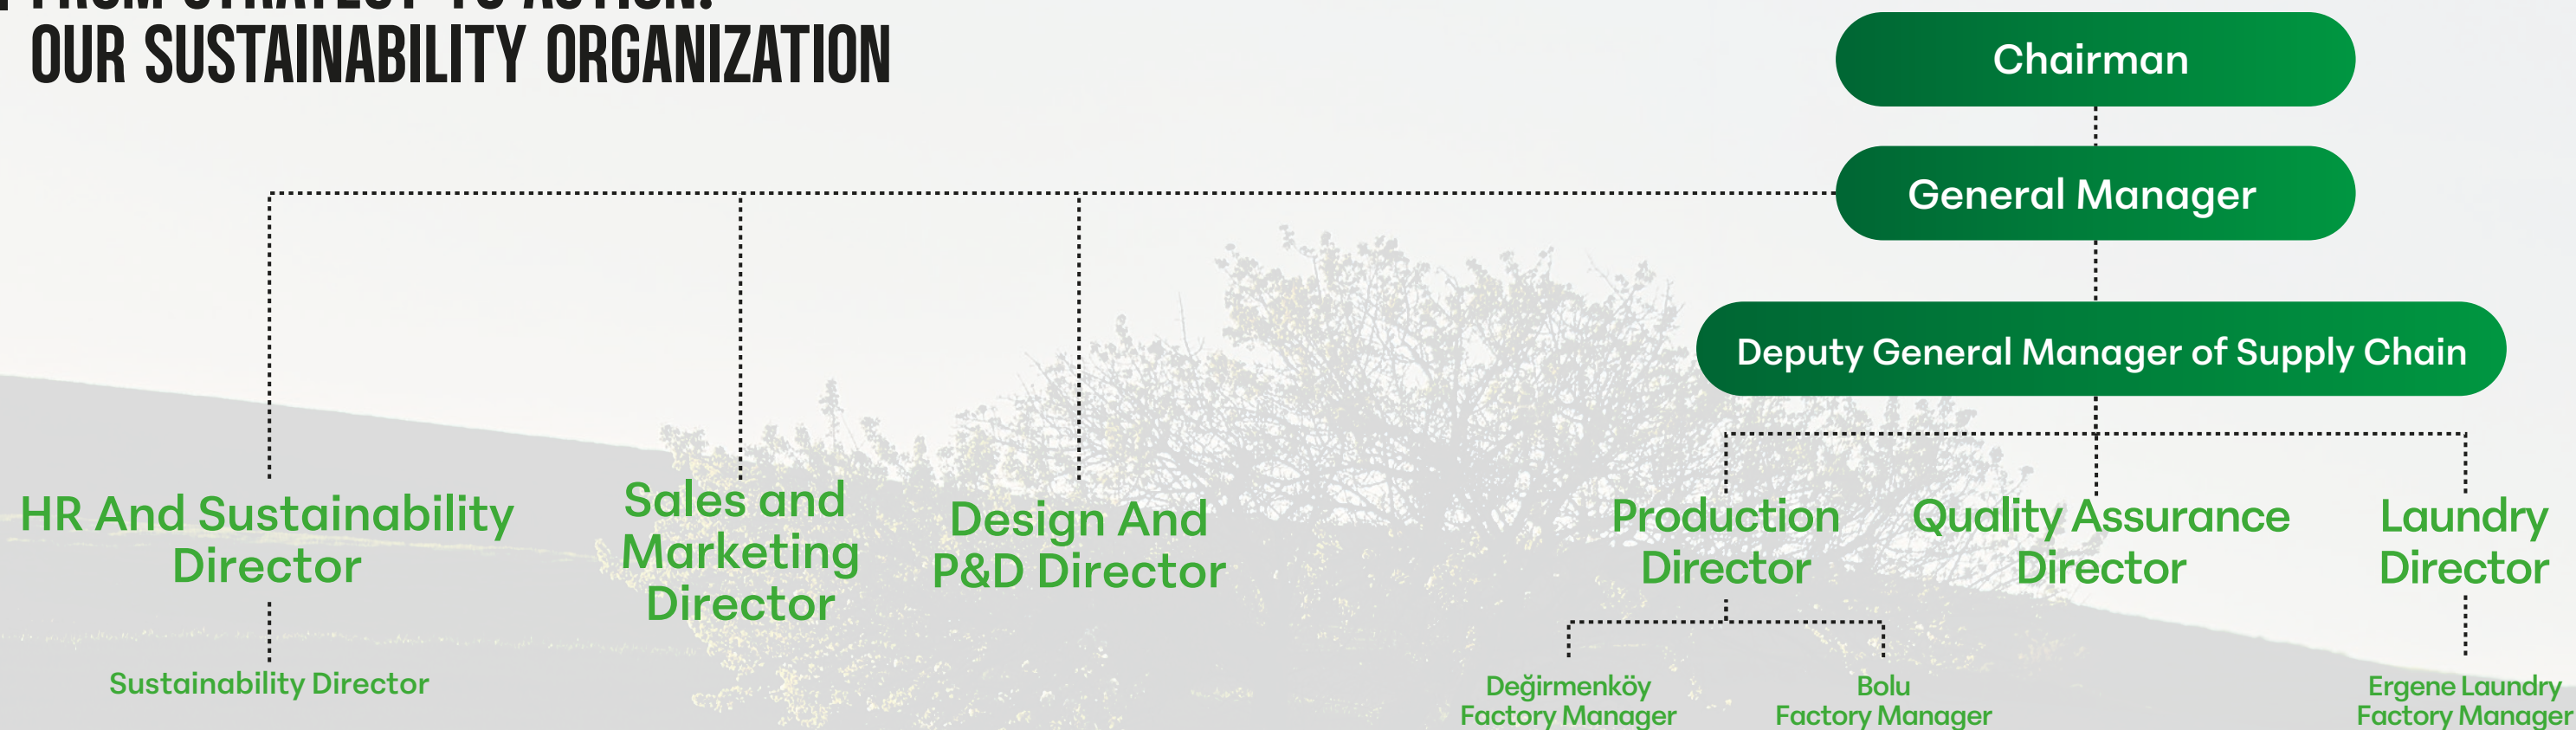 OUR SUSTAINABILITY ORGANIZATION
Chairman
General Manager
Deputy General Manager of Supply Chain
HR And Sustainability
Director
Sales and
Marketing
Director
Design And
P&D Director
Production
Director
Quality Assurance
Director
Laundry
Director
Sustainability Director
Değirmenköy
Factory Manager
Bolu
Factory Manager
Ergene Laundry
Factory Manager